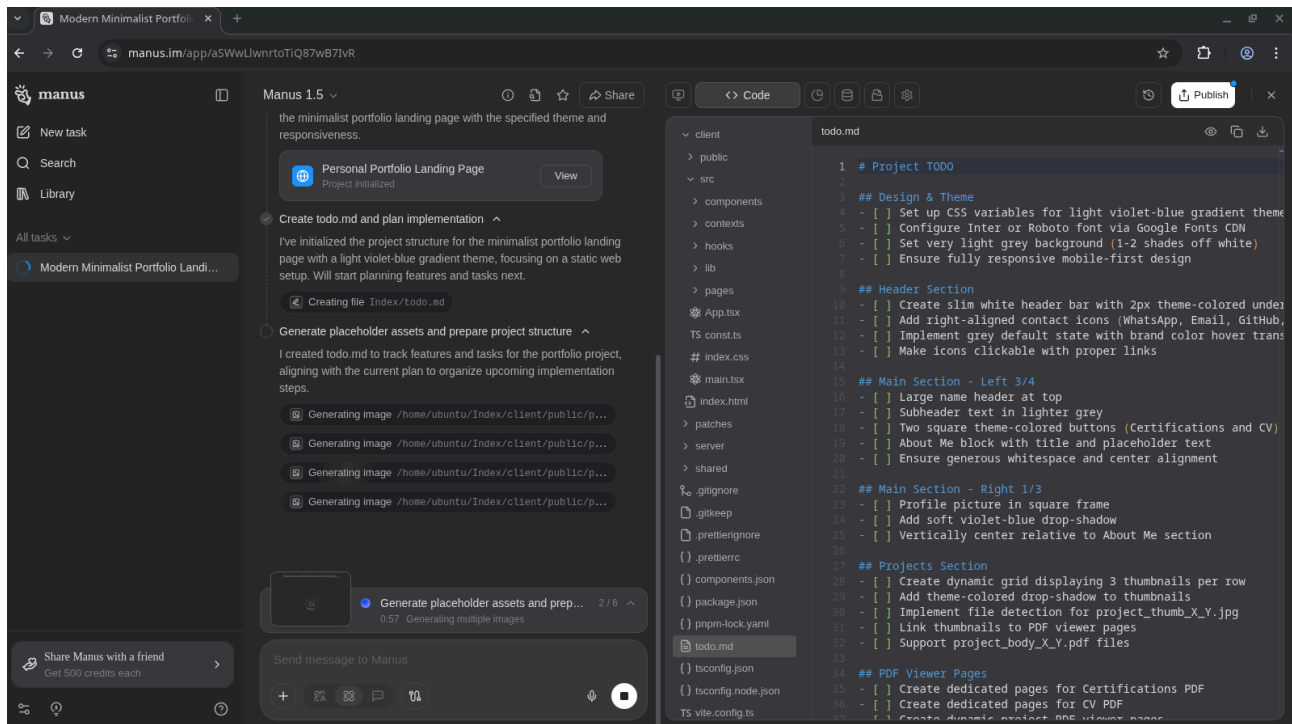 Modern Minimalist Portfoli
manus.im/app/aSWwLlwnrtoTiQ87wB7IvR
manus
New task
Search
Library
All tasks
Modern Minimalist Portfolio Landi...
Share Manus with a friend
Get 500 credits each
Manus 1.5
Share
the minimalist portfolio landing page with the specified theme and
responsiveness.
Personal Portfolio Landing Page
Project initialized
View
Create todo.md and plan implementation
I've initialized the project structure for the minimalist portfolio landing
page with a light violet-blue gradient theme, focusing on a static web
setup. Will start planning features and tasks next.
Creating file Index/todo.md
Generate placeholder assets and prepare project structure
I created todo.md to track features and tasks for the portfolio project,
aligning with the current plan to organize upcoming implementation
steps.
Generating image /home/ubuntu/Index/client/public/p...
Generating image /home/ubuntu/Index/client/public/p...
Generating image /home/ubuntu/Index/client/public/p...
Generating image /home/ubuntu/Index/client/public/p...
Generate placeholder assets and prep... 2 / 6
0:57 Generating multiple images
Send message to Manus
<> Code
Publish
client
public
src
components
contexts
hooks
lib
pages
App.tsx
TS const.ts
# index.css
main.tsx
index.html
patches
server
shared
.gitignore
.gitkeep
.prettierignore
{ } .prettierrc
{ } components.json
{ } package.json
{ } pnpm-lock.yaml
todo.md
{ } tsconfig.json
{ } tsconfig.node.json
TS vite.config.ts
todo.md
1 # Project TODO
2
3 ## Design & Theme
4 - [ ] Set up CSS variables for light violet-blue gradient theme
5 - [ ] Configure Inter or Roboto font via Google Fonts CDN
6 - [ ] Set very light grey background (1-2 shades off white)
7 - [ ] Ensure fully responsive mobile-first design
8
9 ## Header Section
10 - [ ] Create slim white header bar with 2px theme-colored under
11 - [ ] Add right-aligned contact icons (WhatsApp, Email, GitHub,
12 - [ ] Implement grey default state with brand color hover trans
13 - [ ] Make icons clickable with proper links
14
15 ## Main Section - Left 3/4
16 - [ ] Large name header at top
17 - [ ] Subheader text in lighter grey
18 - [ ] Two square theme-colored buttons (Certifications and CV)
19 - [ ] About Me block with title and placeholder text
20 - [ ] Ensure generous whitespace and center alignment
21
22 ## Main Section - Right 1/3
23 - [ ] Profile picture in square frame
24 - [ ] Add soft violet-blue drop-shadow
25 - [ ] Vertically center relative to About Me section
26
27 ## Projects Section
28 - [ ] Create dynamic grid displaying 3 thumbnails per row
29 - [ ] Add theme-colored drop-shadow to thumbnails
30 - [ ] Implement file detection for project_thumb_X_Y.jpg
31 - [ ] Link thumbnails to PDF viewer pages
32 - [ ] Support project_body_X_Y.pdf files
33
34 ## PDF Viewer Pages
35 - [ ] Create dedicated pages for Certifications PDF
36 - [ ] Create dedicated pages for CV PDF
37 - [ ] Create dynamic project PDF viewer pages